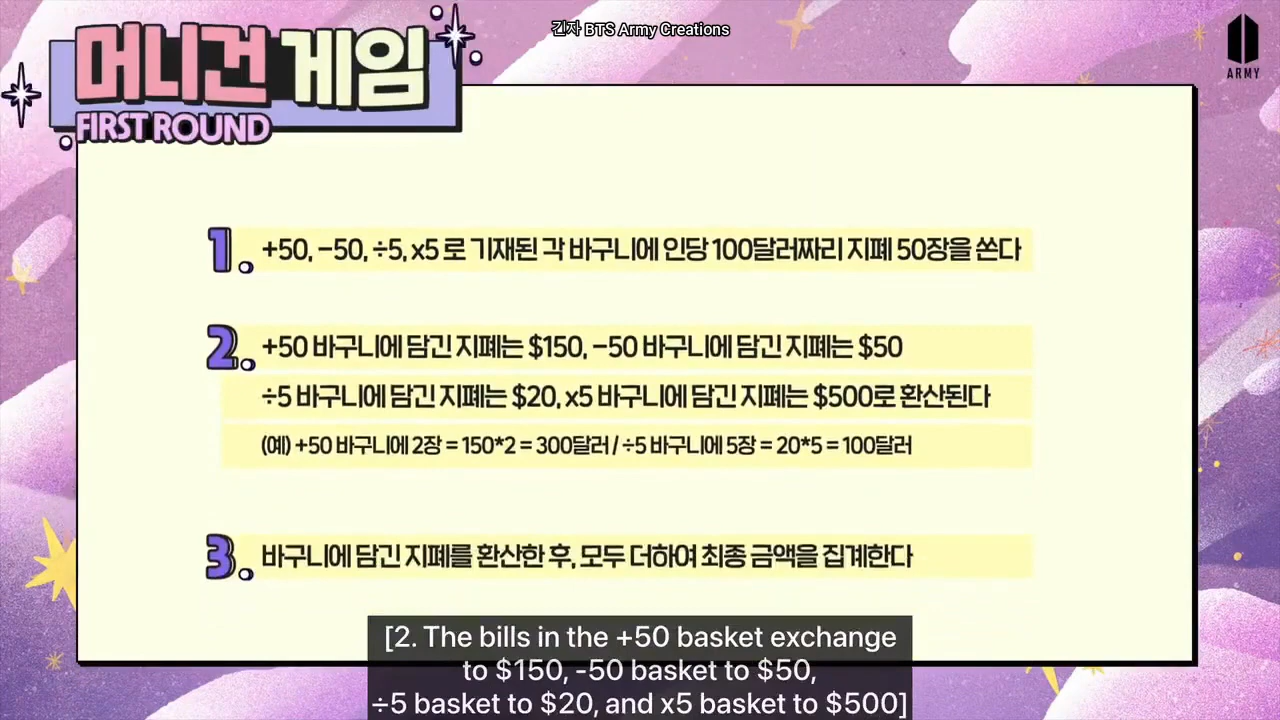 긴자 BTS Army Creations
ARMY
머니건 게임
FIRST ROUND
1. +50, -50, ÷5, x5 로 기재된 각 바구니에 인당 100달러짜리 지폐 50장을 쏜다
2. +50 바구니에 담긴 지폐는 $150, -50 바구니에 담긴 지폐는 $50
÷5 바구니에 담긴 지폐는 $20, x5 바구니에 담긴 지폐는 $500로 환산된다
(예) +50 바구니에 2장 = 150*2 = 300달러 / ÷5 바구니에 5장 = 20*5 = 100달러
3. 바구니에 담긴 지폐를 환산한 후, 모두 더하여 최종 금액을 집계한다
[2. The bills in the +50 basket exchange
to $150, -50 basket to $50,
÷5 basket to $20, and x5 basket to $500]